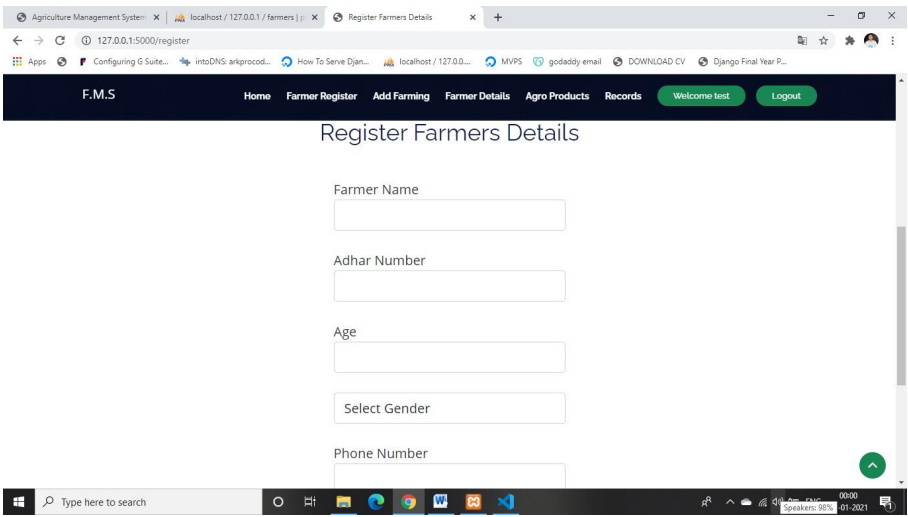 Agriculture Management System
localhost / 127.0.0.1 / farmers | p
Register Farmers Details
127.0.0.1:5000/register
Apps Configuring G Suite... intoDNS: arkprocod... How To Serve Djan... localhost / 127.0.0.... MVPS godaddy email DOWNLOAD CV Django Final Year P...
F.M.S Home Farmer Register Add Farming Farmer Details Agro Products Records Welcome test Logout
Register Farmers Details
Farmer Name
Adhar Number
Age
Select Gender
Phone Number
Type here to search
00:00
Speakers: 98% -01-2021